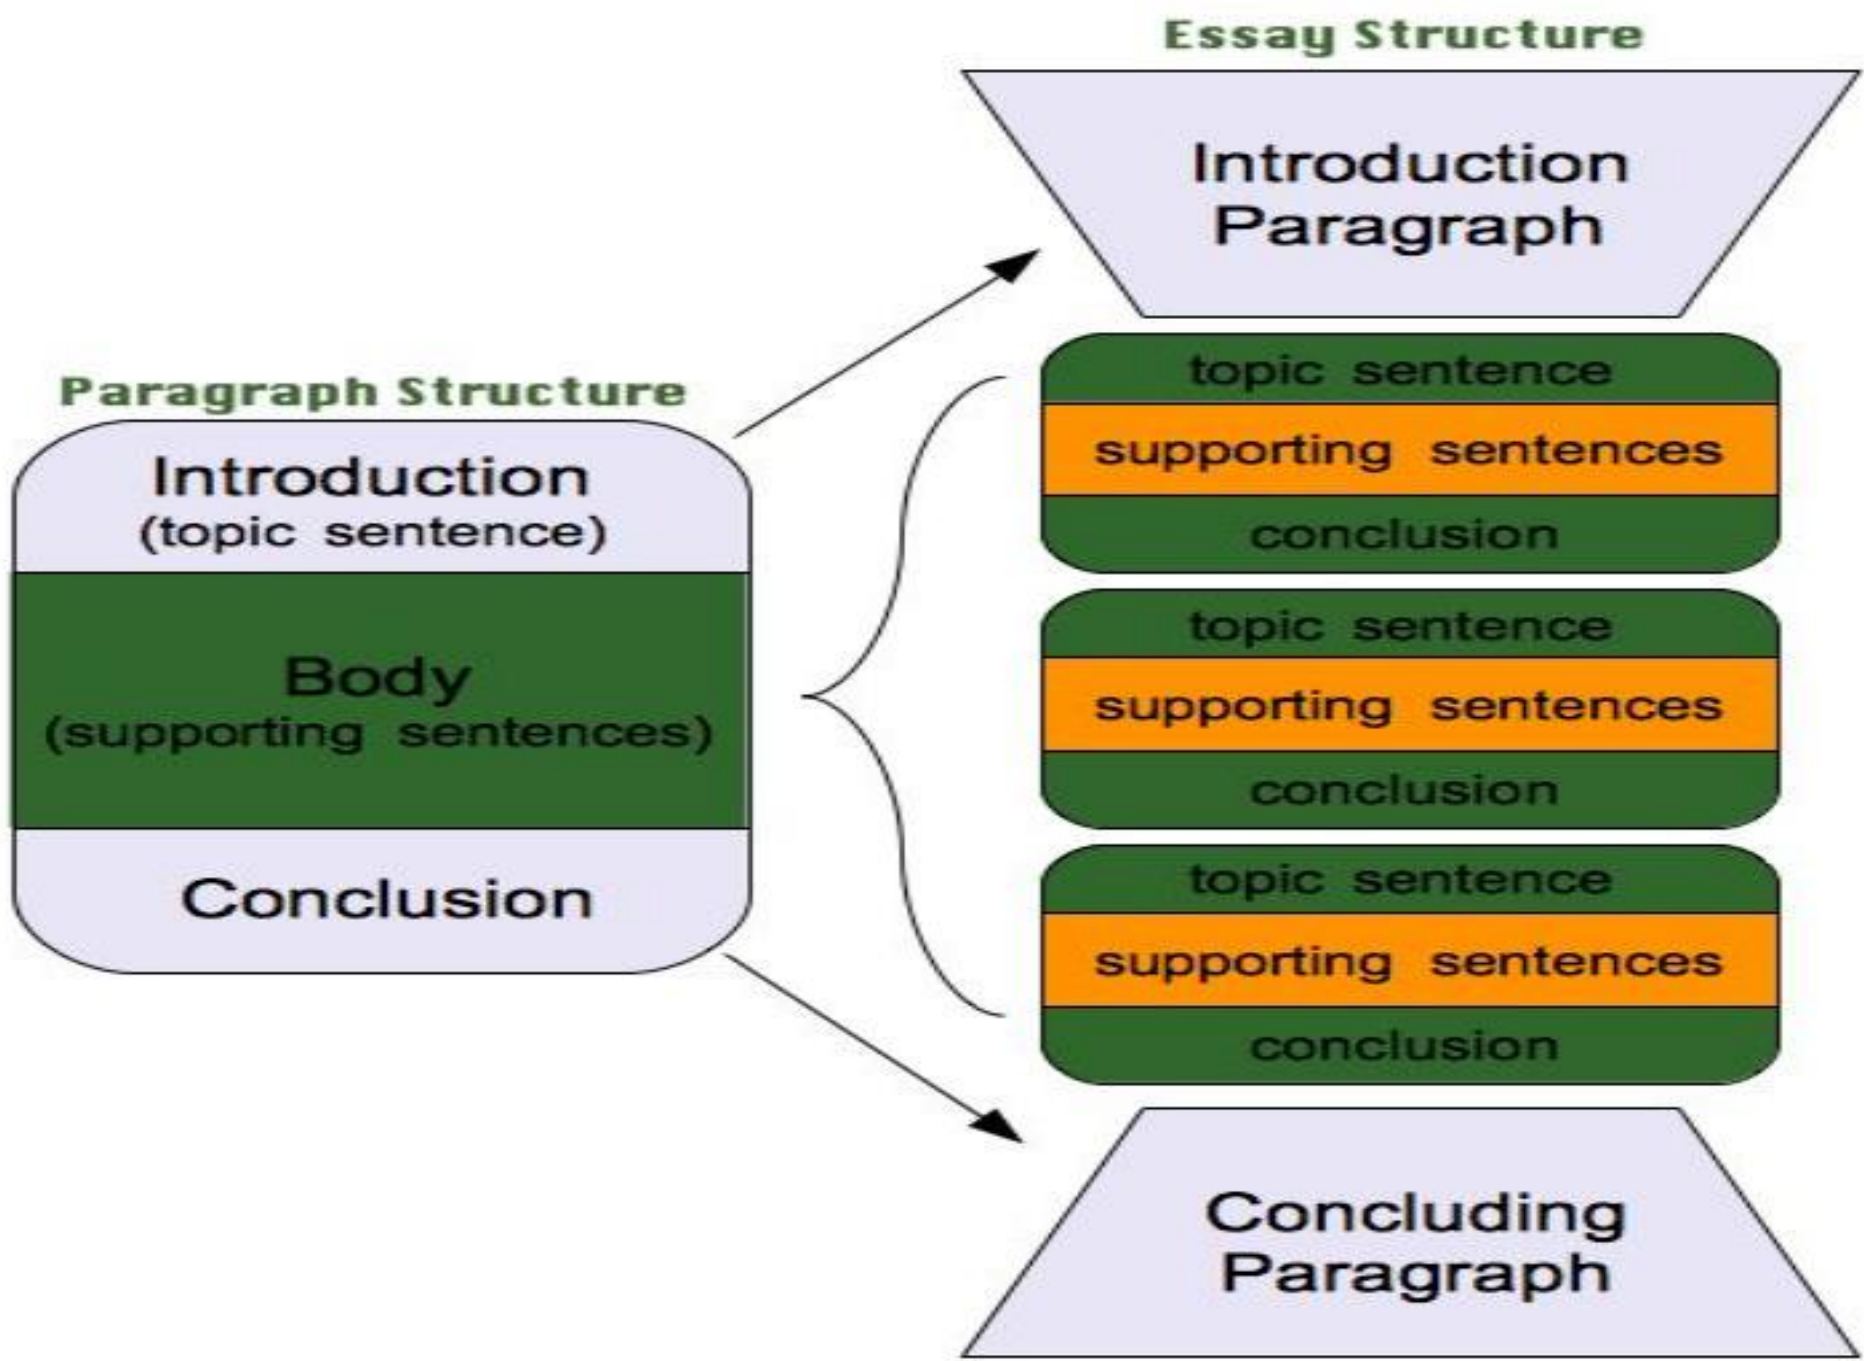 Paragraph Structure
Introduction
(topic sentence)
Body
(supporting sentences)
Conclusion
Essay Structure
Introduction
Paragraph
topic sentence
supporting sentences
conclusion
topic sentence
supporting sentences
conclusion
topic sentence
supporting sentences
conclusion
Concluding
Paragraph